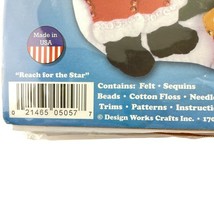 Made in
USA
"Reach for the Star"
Contains: Felt • Sequins
Beads • Cotton Floss • Needle
Trims • Patterns • Instructi
© Design Works Crafts Inc. • 170
0 21465 05057 7